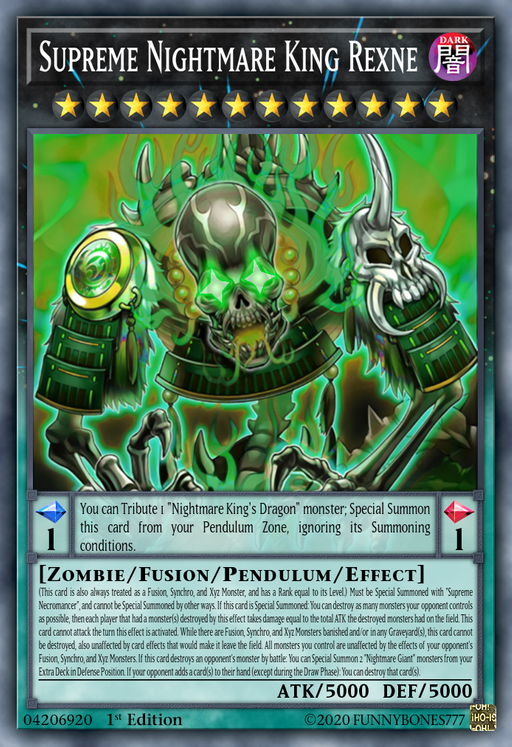 Supreme Nightmare King Rexne
DARK
闇
You can Tribute 1 "Nightmare King's Dragon" monster; Special Summon
this card from your Pendulum Zone, ignoring its Summoning
conditions.
1
1
[Zombie/Fusion/Pendulum/Effect]
(This card is also always treated as a Fusion, Synchro, and Xyz Monster, and has a Rank equal to its Level.) Must be Special Summoned with "Supreme
Necromancer", and cannot be Special Summoned by other ways. If this card is Special Summoned: You can destroy as many monsters your opponent controls
as possible, then each player that had a monster(s) destroyed by this effect takes damage equal to the total ATK the destroyed monsters had on the field. This
card cannot attack the turn this effect is activated. While there are Fusion, Synchro, and Xyz Monsters banished and/or in any Graveyard(s), this card cannot
be destroyed, also unaffected by card effects that would make it leave the field. All monsters you control are unaffected by the effects of your opponent's
Fusion, Synchro, and Xyz Monsters. If this card destroys an opponent's monster by battle: You can Special Summon 2 "Nightmare Giant" monsters from your
Extra Deck in Defense Position. If your opponent adds a card(s) to their hand (except during the Draw Phase): You can destroy that card(s).
ATK/5000 DEF/5000
04206920 1st Edition ©2020 FUNNYBONES777